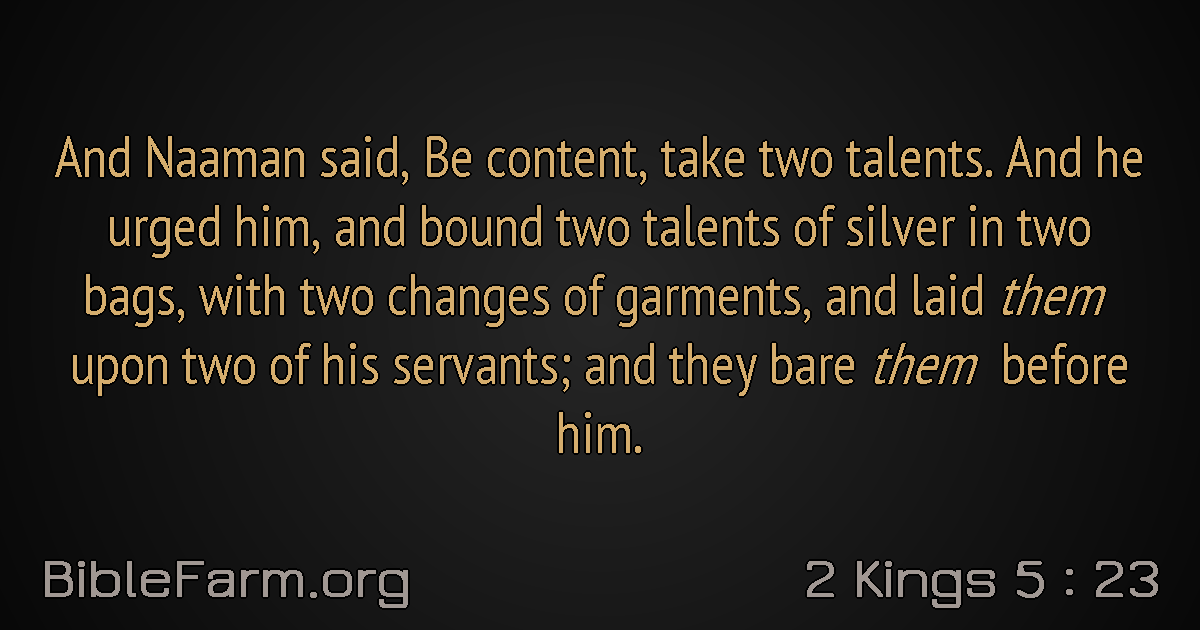 And Naaman said, Be content, take two talents. And he
urged him, and bound two talents of silver in two
bags, with two changes of garments, and laid them
upon two of his servants; and they bare them before
him.
BibleFarm.org
2 Kings 5 : 23